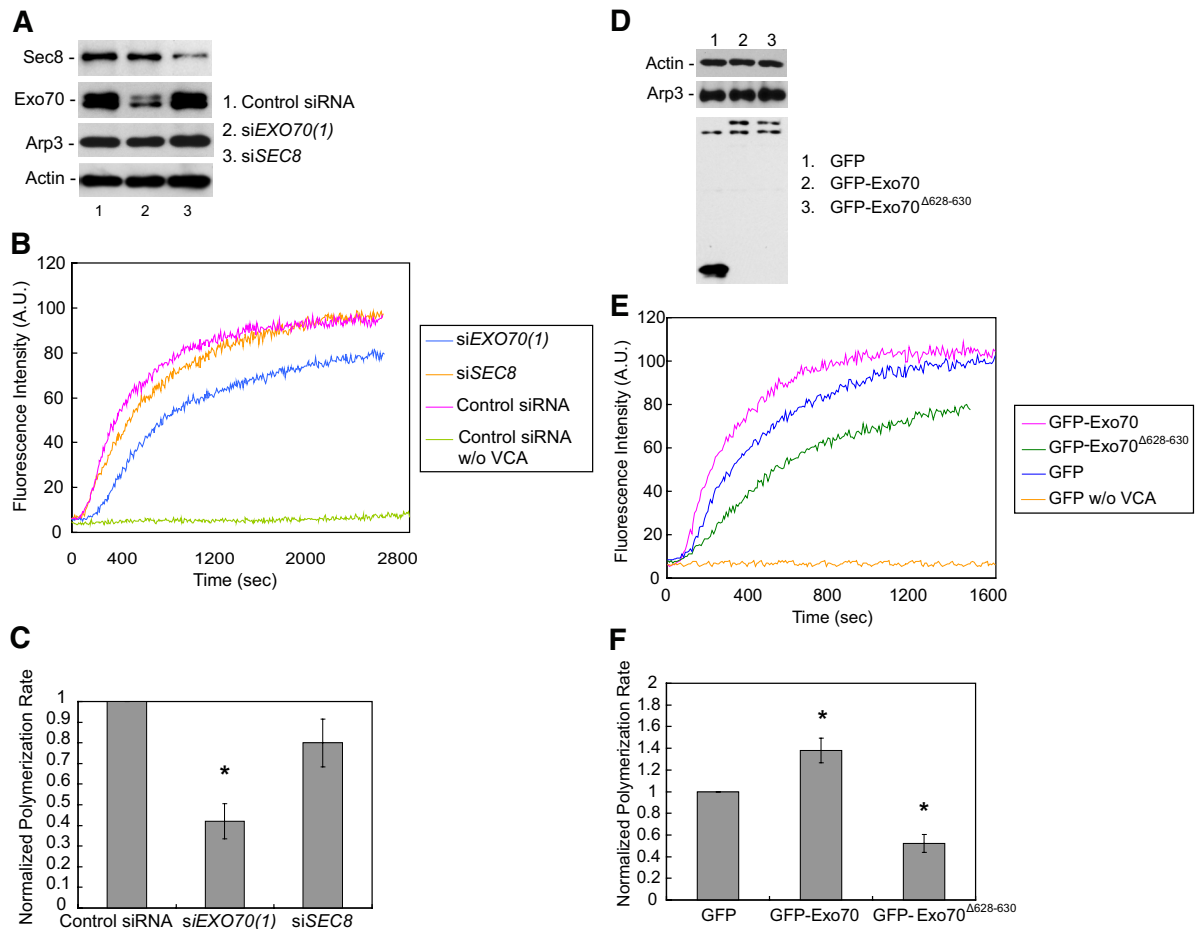 A
Sec8 -
Exo70 -
Arp3 -
Actin -
1 2 3
1. Control siRNA
2. siEXO70(1)
3. siSEC8
B
Fluorescence Intensity (A.U.)
120
100
80
60
40
20
0
0 400 1200 2000 2800
Time (sec)
siEXO70(1)
siSEC8
Control siRNA
Control siRNA
w/o VCA
C
Normalized Polymerization Rate
1
0.9
0.8
0.7
0.6
0.5
0.4
0.3
0.2
0.1
0
*
Control siRNA siEXO70(1) siSEC8
D
1 2 3
Actin -
Arp3 -
1. GFP
2. GFP-Exo70
3. GFP-Exo70Δ628-630
E
Fluorescence Intensity (A.U.)
120
100
80
60
40
20
0
0 400 800 1200 1600
Time (sec)
GFP-Exo70
GFP-Exo70Δ628-630
GFP
GFP w/o VCA
F
Normalized Polymerization Rate
2
1.8
1.6
1.4
1.2
1
0.8
0.6
0.4
0.2
0
*
*
GFP GFP-Exo70 GFP- Exo70Δ628-630